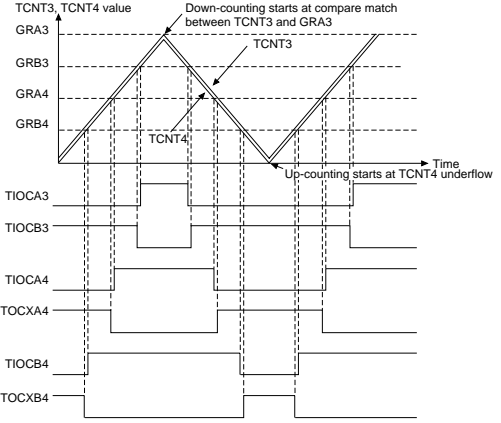 TCNT3, TCNT4 value
Down-counting starts at compare match
between TCNT3 and GRA3
GRA3
TCNT3
GRB3
GRA4
GRB4
TCNT4
Time
Up-counting starts at TCNT4 underflow
TIOCA3
TIOCB3
TIOCA4
TOCXA4
TIOCB4
TOCXB4